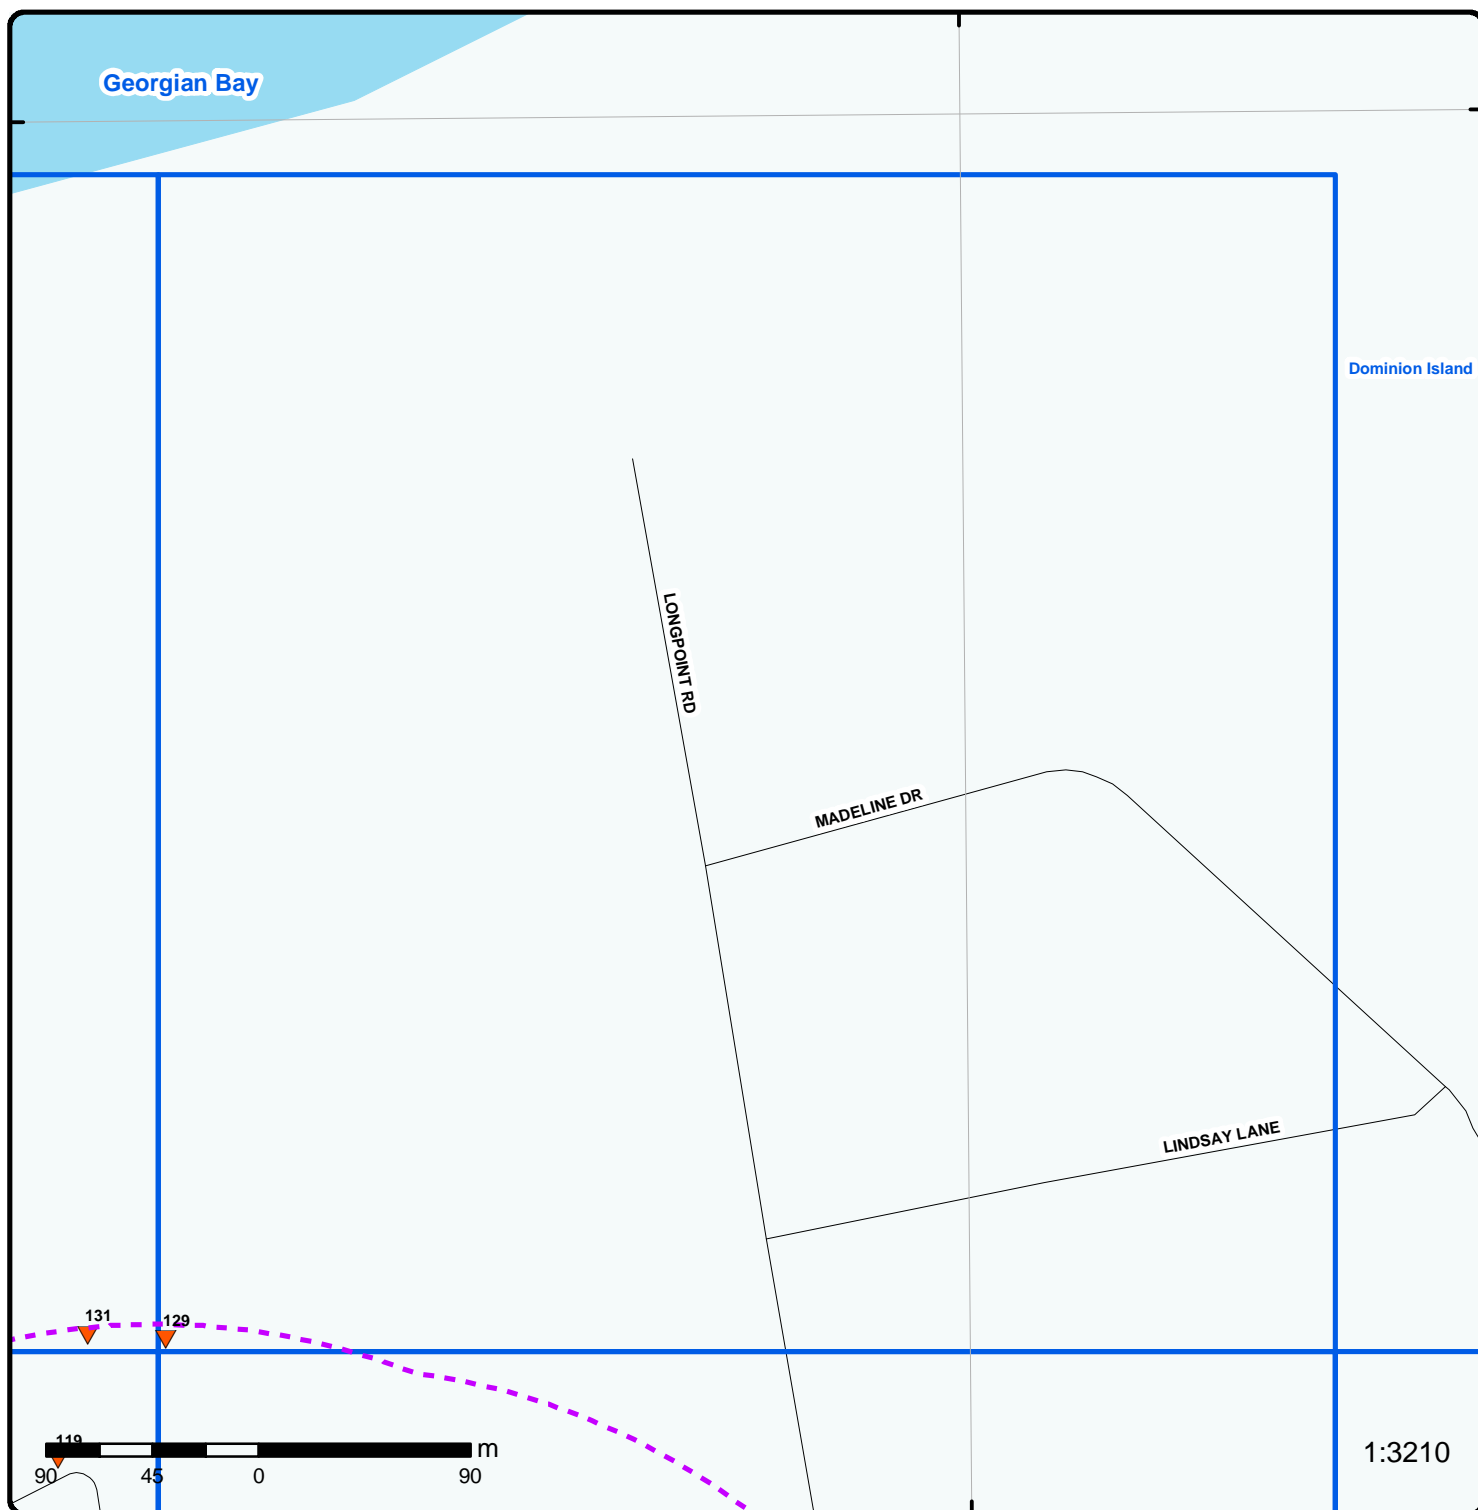 Georgian Bay
Dominion Island
LONGPOINT RD
MADELINE DR
LINDSAY LANE
131
129
119
m
90 45 0 90
1:3210